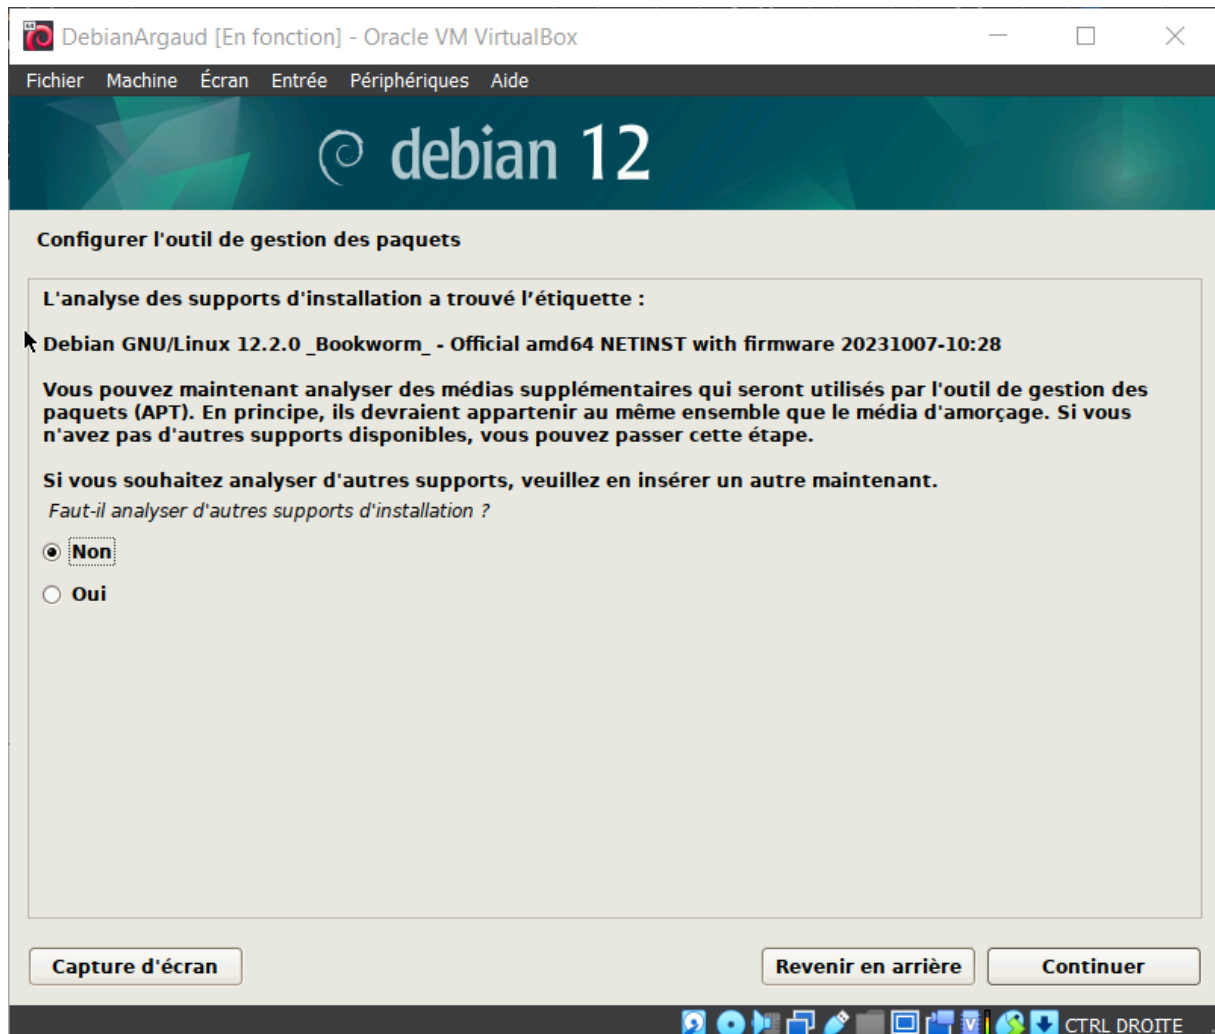 DebianArgaud [En fonction] - Oracle VM VirtualBox
Fichier Machine Écran Entrée Périphériques Aide
debian 12
Configurer l'outil de gestion des paquets
L'analyse des supports d'installation a trouvé l’étiquette :
Debian GNU/Linux 12.2.0 _Bookworm_ - Official amd64 NETINST with firmware 20231007-10:28
Vous pouvez maintenant analyser des médias supplémentaires qui seront utilisés par l'outil de gestion des
paquets (APT). En principe, ils devraient appartenir au même ensemble que le média d'amorçage. Si vous
n'avez pas d'autres supports disponibles, vous pouvez passer cette étape.
Si vous souhaitez analyser d'autres supports, veuillez en insérer un autre maintenant.
Faut-il analyser d'autres supports d'installation ?
Non
Oui
Capture d'écran Revenir en arrière Continuer
CTRL DROITE